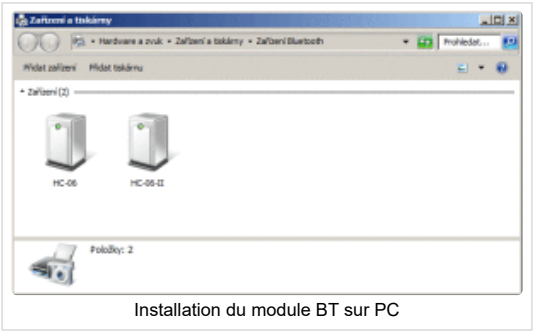 Zařízení a tiskárny
Hardware a zvuk • Zařízení a tiskárny • Zařízení Bluetooth
Prohledat...
Přidat zařízení Přidat tiskárnu
Zařízení (2)
HC-06 HC-06-II
Položky: 2
Installation du module BT sur PC